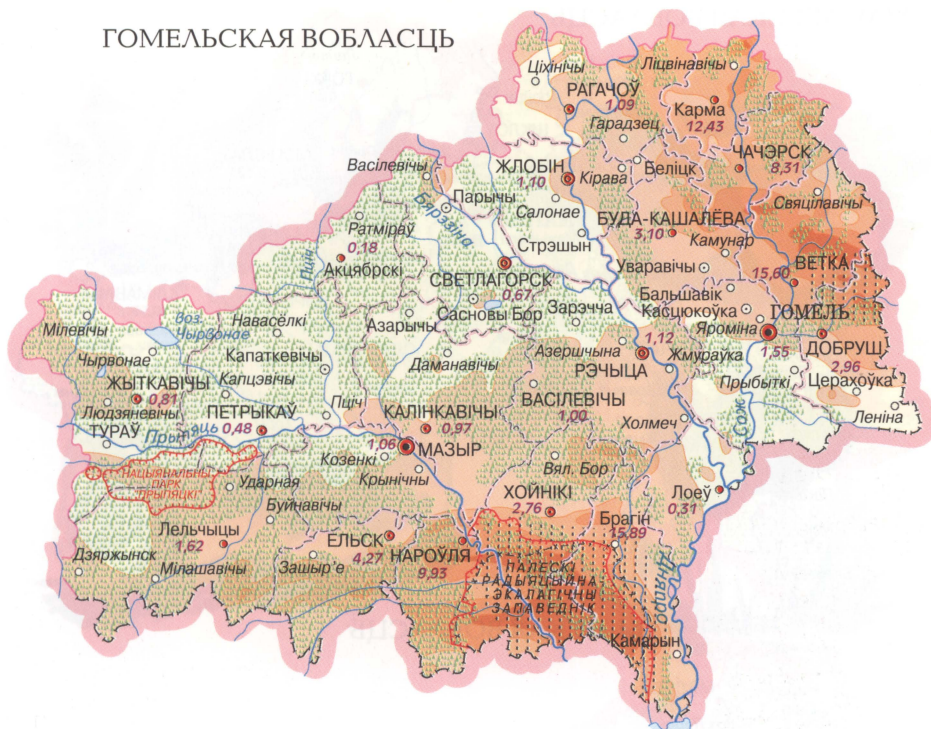 ГОМЕЛЬСКАЯ ВОБЛАСЦЬ
Ціхінічы
Ліцвінавічы
РАГАЧОЎ
1,09
Карма
12,43
Гарадзец
ЧАЧЭРСК
8,31
Васілевічы
ЖЛОБІН
1,10
Кірава
Беліцк
Свяцілавічы
Парычы
Салонае
БУДА-КАШАЛЁВА
3,10
Бярэзіна
Ратміраў
0,18
Стрэшын
Камунар
Акцябрскі
Пціч
СВЕТЛАГОРСК
0,67
Уваравічы
15,60
ВЕТКА
Сасновы Бор
Зарэчча
Бальшавік
Касцюкоўка
ГОМЕЛЬ
Мілевічы
воз.
Чырвонае
Навасёлкі
Азарычы
Яроміна
1,55
Чырвонае
Капаткевічы
Даманавічы
Азершчына
1,12
РЭЧЫЦА
Жмураўка
ДОБРУШ
2,96
ЖЫТКАВІЧЫ
0,81
Капцэвічы
Прыбыткі
Церахоўка
Людзяневічы
ПЕТРЫКАЎ
0,48
Пціч
КАЛІНКАВІЧЫ
0,97
ВАСІЛЕВІЧЫ
1,00
Холмеч
Сож
Леніна
ТУРАЎ
Прыпяць
1,06
МАЗЫР
Козенкі
НАЦЫЯНАЛЬНЫ
ПАРК
"ПРЫПЯЦКІ"
Ударная
Крынічны
Вял. Бор
Буйнавічы
ХОЙНІКІ
2,76
Лоеў
0,31
Лельчыцы
1,62
ЕЛЬСК
4,27
НАРОЎЛЯ
9,93
Брагін
15,89
Дзяржынск
Мілашавічы
Зашыр'е
ПАЛЕСКІ
РАДЫЯЦЫЙНА-
ЭКАЛАГІЧНЫ
ЗАПАВЕДНІК
Дняпро
Камарын